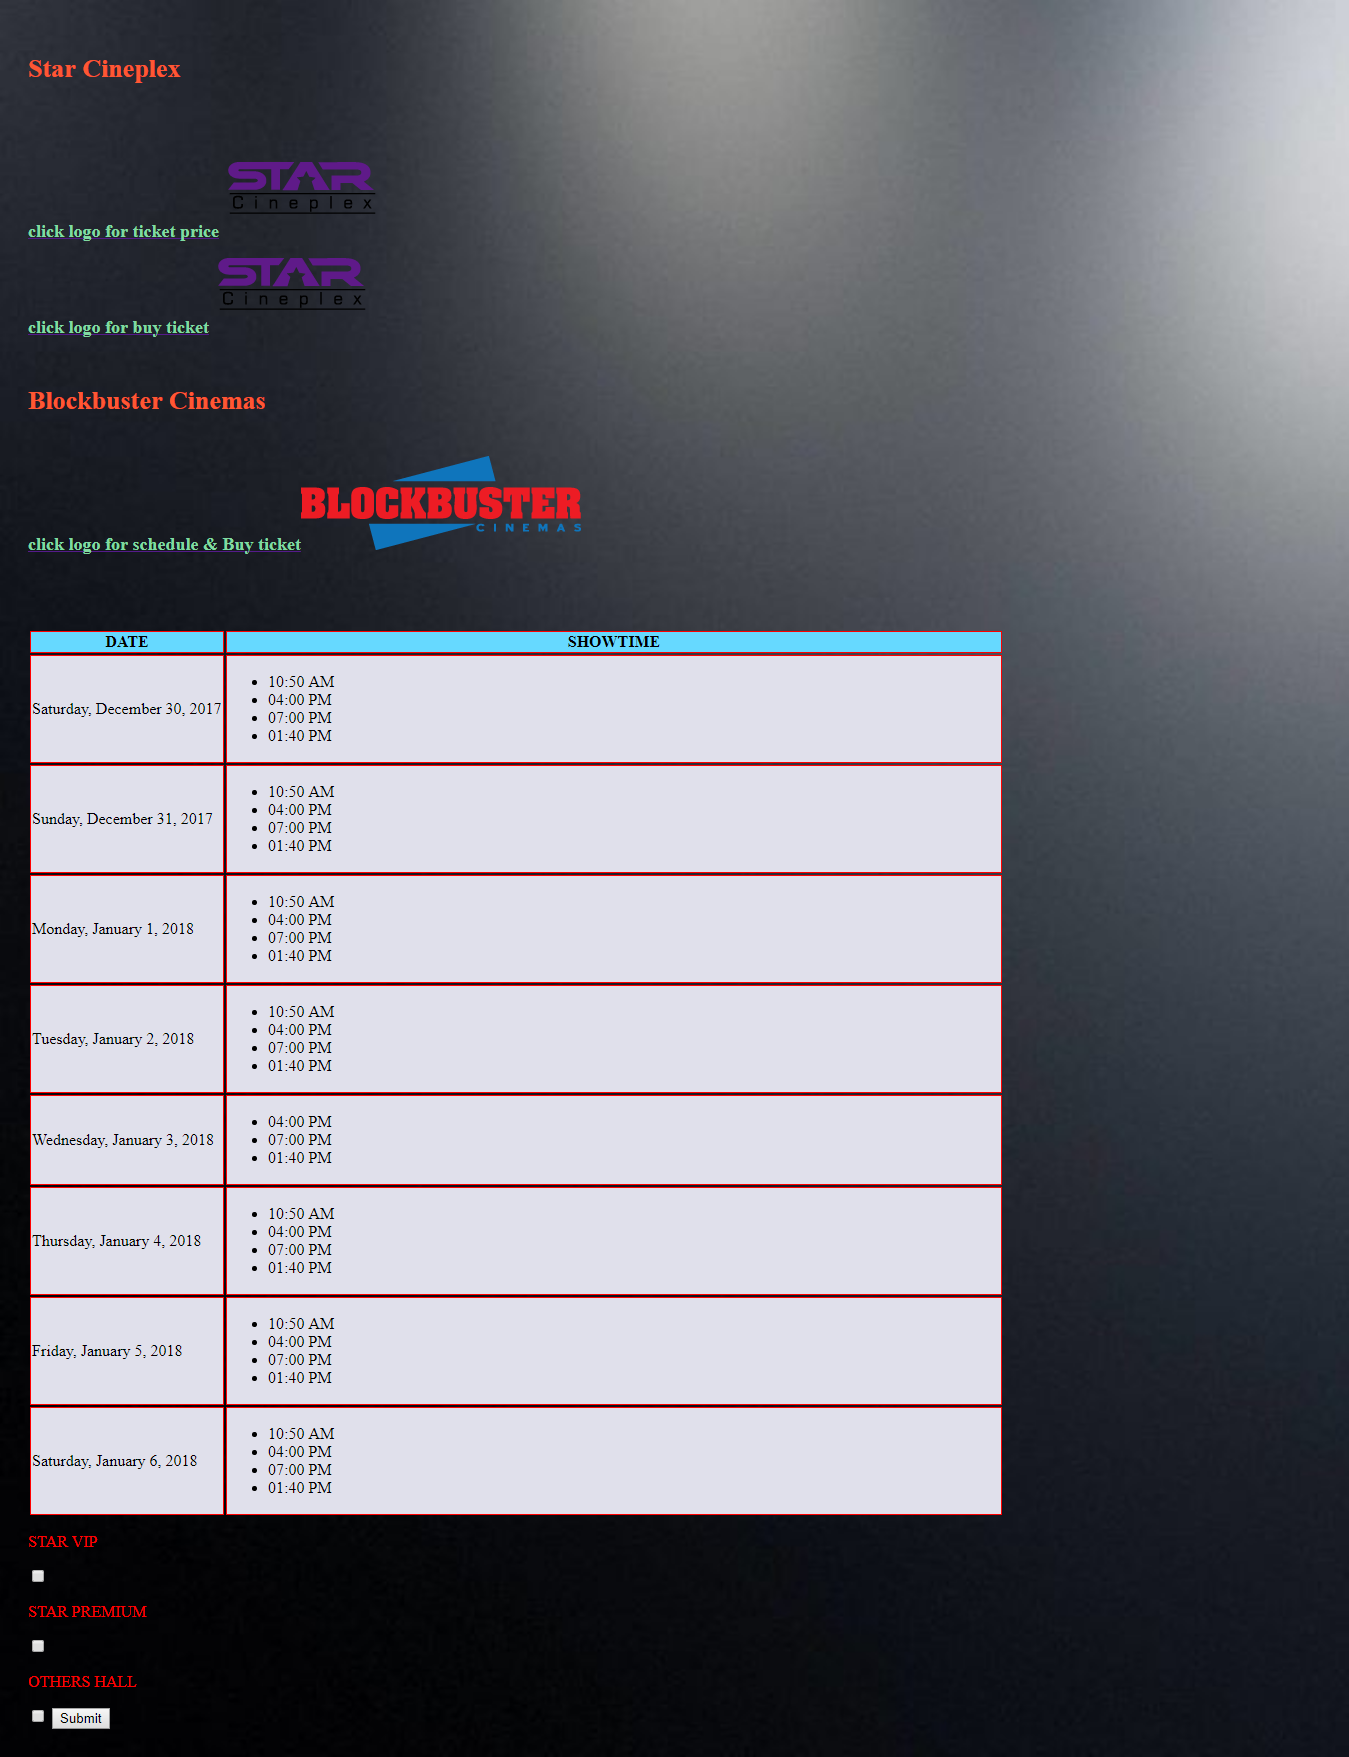 Star Cineplex
STAR
Cineplex
click logo for ticket price
STAR
Cineplex
click logo for buy ticket
Blockbuster Cinemas
BLOCKBUSTER
CINEMAS
click logo for schedule & Buy ticket
DATE SHOWTIME
Saturday, December 30, 2017
10:50 AM
04:00 PM
07:00 PM
01:40 PM
Sunday, December 31, 2017
10:50 AM
04:00 PM
07:00 PM
01:40 PM
Monday, January 1, 2018
10:50 AM
04:00 PM
07:00 PM
01:40 PM
Tuesday, January 2, 2018
10:50 AM
04:00 PM
07:00 PM
01:40 PM
Wednesday, January 3, 2018
04:00 PM
07:00 PM
01:40 PM
Thursday, January 4, 2018
10:50 AM
04:00 PM
07:00 PM
01:40 PM
Friday, January 5, 2018
10:50 AM
04:00 PM
07:00 PM
01:40 PM
Saturday, January 6, 2018
10:50 AM
04:00 PM
07:00 PM
01:40 PM
STAR VIP
STAR PREMIUM
OTHERS HALL
Submit